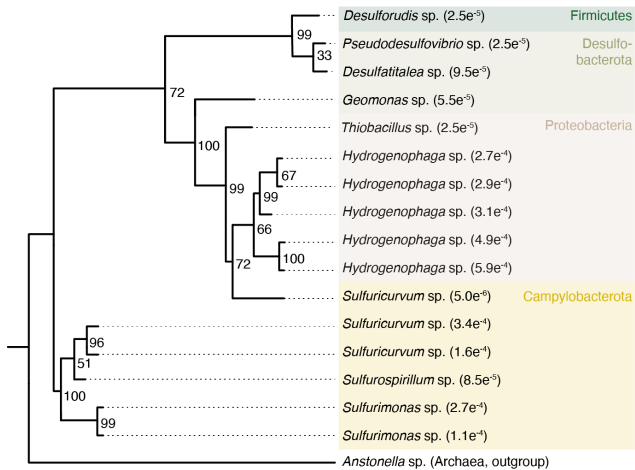 Desulforudis sp. (2.5e-5) Firmicutes
99
Pseudodesulfovibrio sp. (2.5e-5) Desulfo-
bacterota
33
Desulfatitalea sp. (9.5e-5)
72
Geomonas sp. (5.5e-5)
Thiobacillus sp. (2.5e-5) Proteobacteria
100
Hydrogenophaga sp. (2.7e-4)
67
Hydrogenophaga sp. (2.9e-4)
99
99
Hydrogenophaga sp. (3.1e-4)
66
Hydrogenophaga sp. (4.9e-4)
100
72
Hydrogenophaga sp. (5.9e-4)
Sulfuricurvum sp. (5.0e-6) Campylobacterota
Sulfuricurvum sp. (3.4e-4)
96
Sulfuricurvum sp. (1.6e-4)
51
Sulfurospirillum sp. (8.5e-5)
100
Sulfurimonas sp. (2.7e-4)
99
Sulfurimonas sp. (1.1e-4)
Anstonella sp. (Archaea, outgroup)